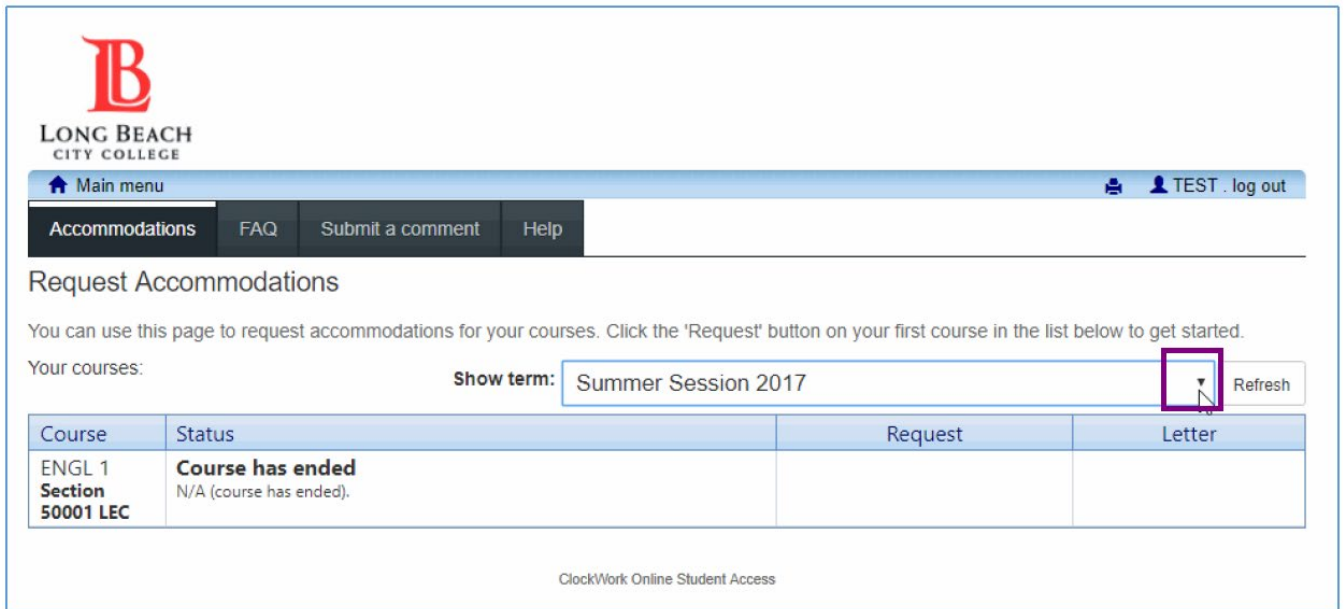 LB
LONG BEACH
CITY COLLEGE
Main menu TEST . log out
Accommodations FAQ Submit a comment Help
Request Accommodations
You can use this page to request accommodations for your courses. Click the 'Request' button on your first course in the list below to get started.
Your courses: Show term: Summer Session 2017 Refresh
Course Status Request Letter
ENGL 1 Course has ended
Section N/A (course has ended).
50001 LEC
ClockWork Online Student Access